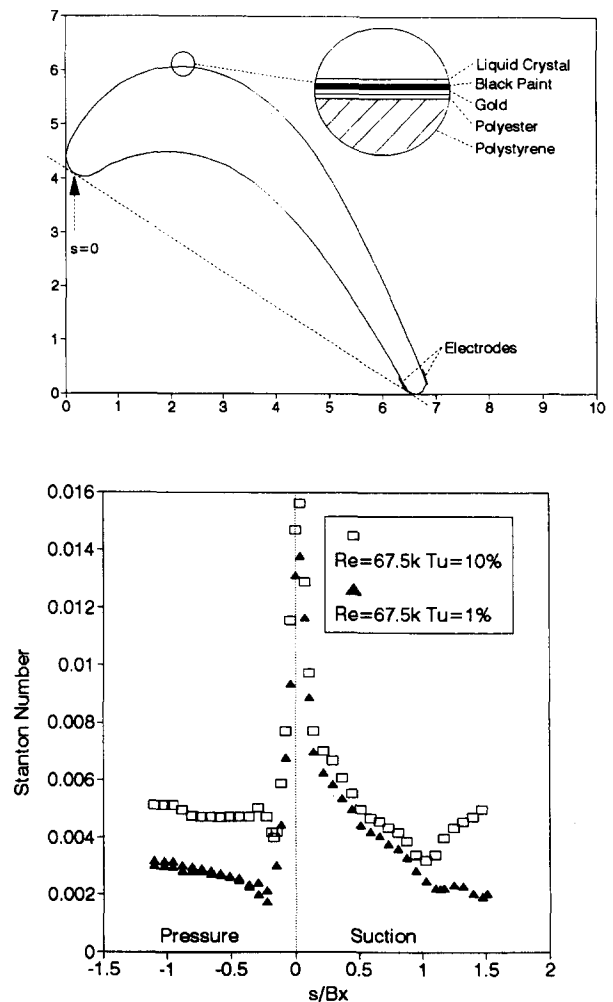 7
6
5
4
3
2
1
0
0 1 2 3 4 5 6 7 8 9 10
Liquid Crystal
Black Paint
Gold
Polyester
Polystyrene
s=0
Electrodes
0.016
0.014
0.012
0.01
0.008
0.006
0.004
0.002
0
Stanton Number
Re=67.5k Tu=10%
Re=67.5k Tu=1%
Pressure
Suction
-1.5 -1 -0.5 0 0.5 1 1.5 2
s/Bx